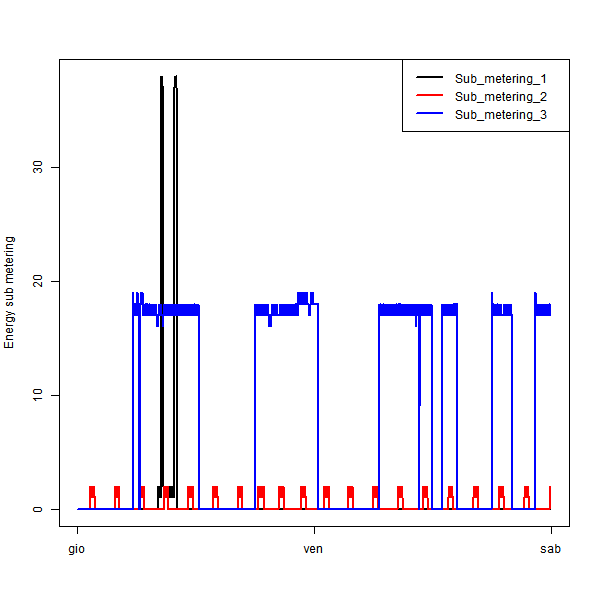 Sub_metering_1
Sub_metering_2
Sub_metering_3
Energy sub metering
30
20
10
0
gio ven sab